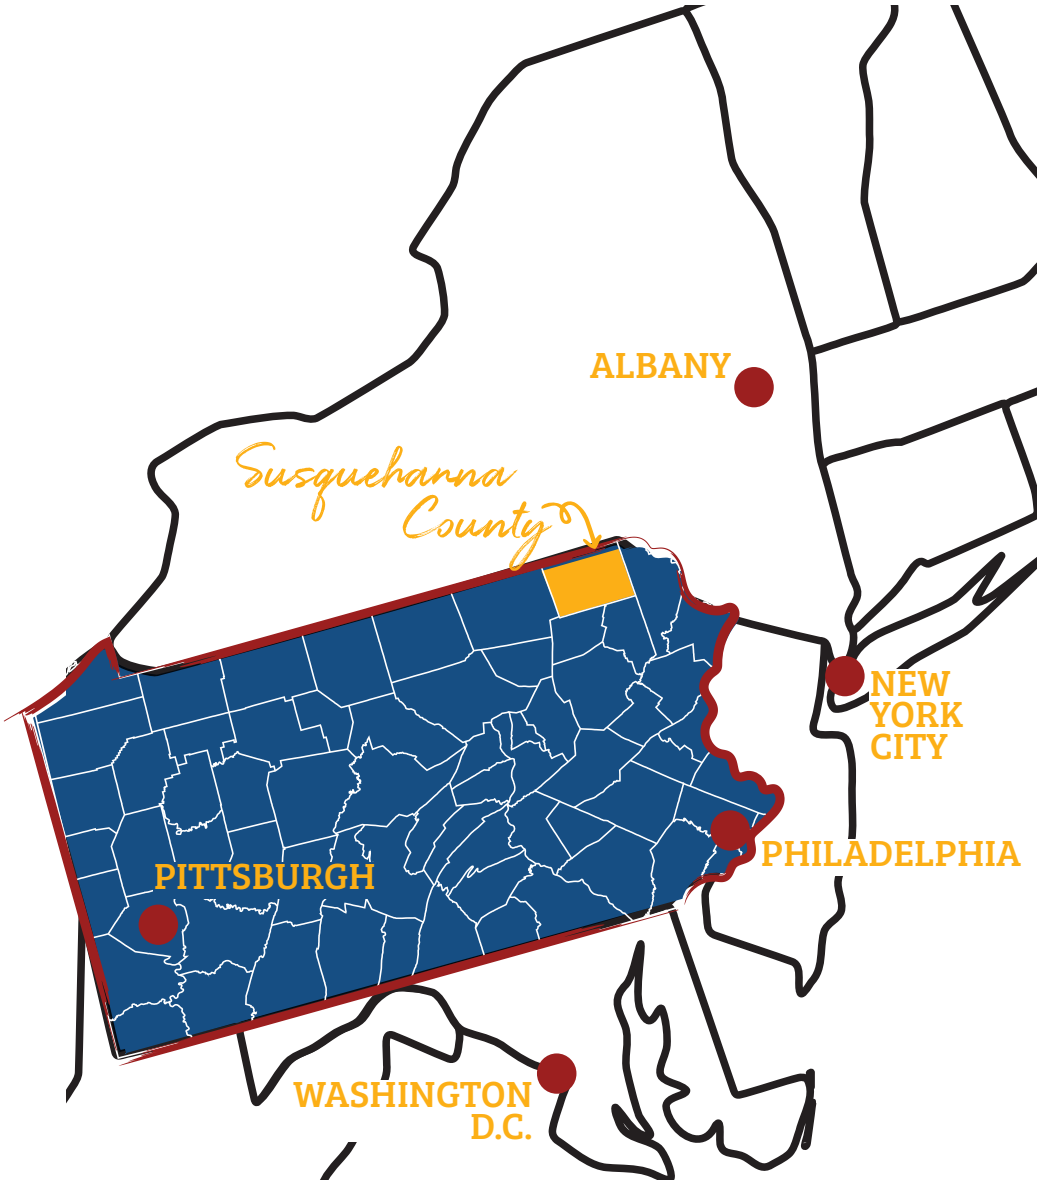 ALBANY
Susquehanna
County
NEW
YORK
CITY
PHILADELPHIA
PITTSBURGH
WASHINGTON
D.C.